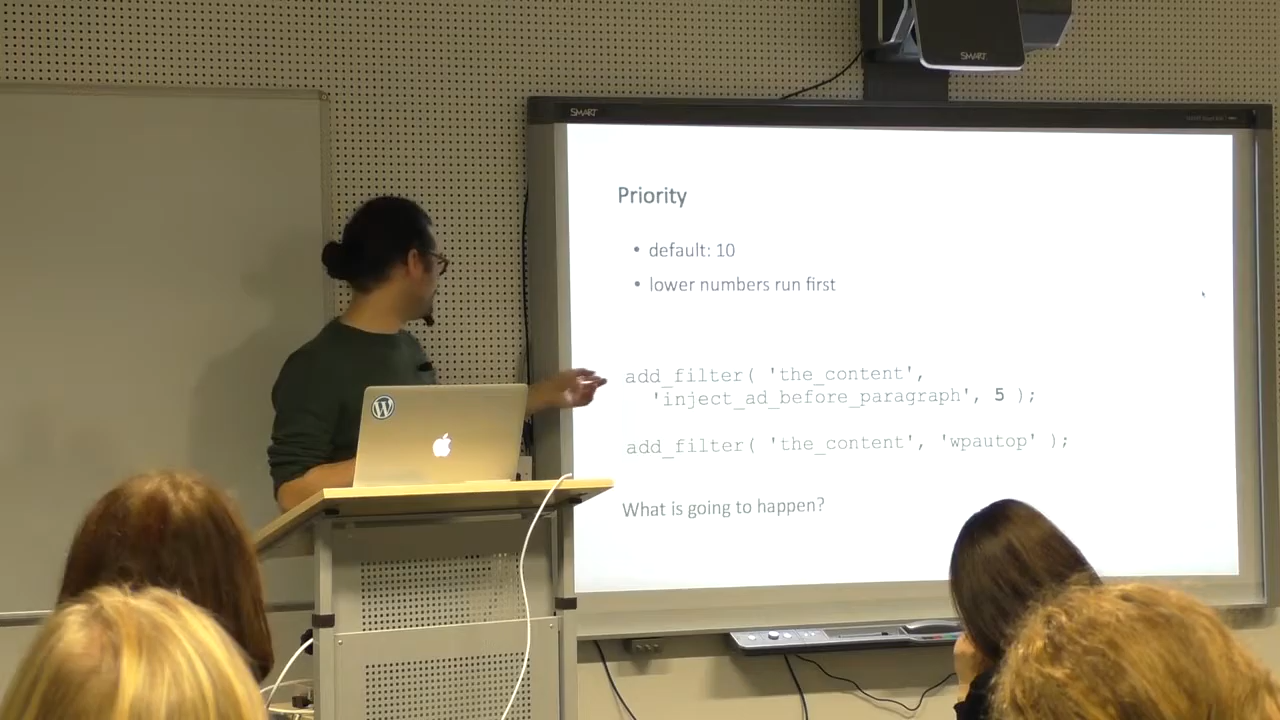 SMART
SMART
Priority
• default: 10
• lower numbers run first
add_filter( 'the_content',
'inject_ad_before_paragraph', 5 );
add_filter( 'the_content', 'wpautop' );
What is going to happen?
W